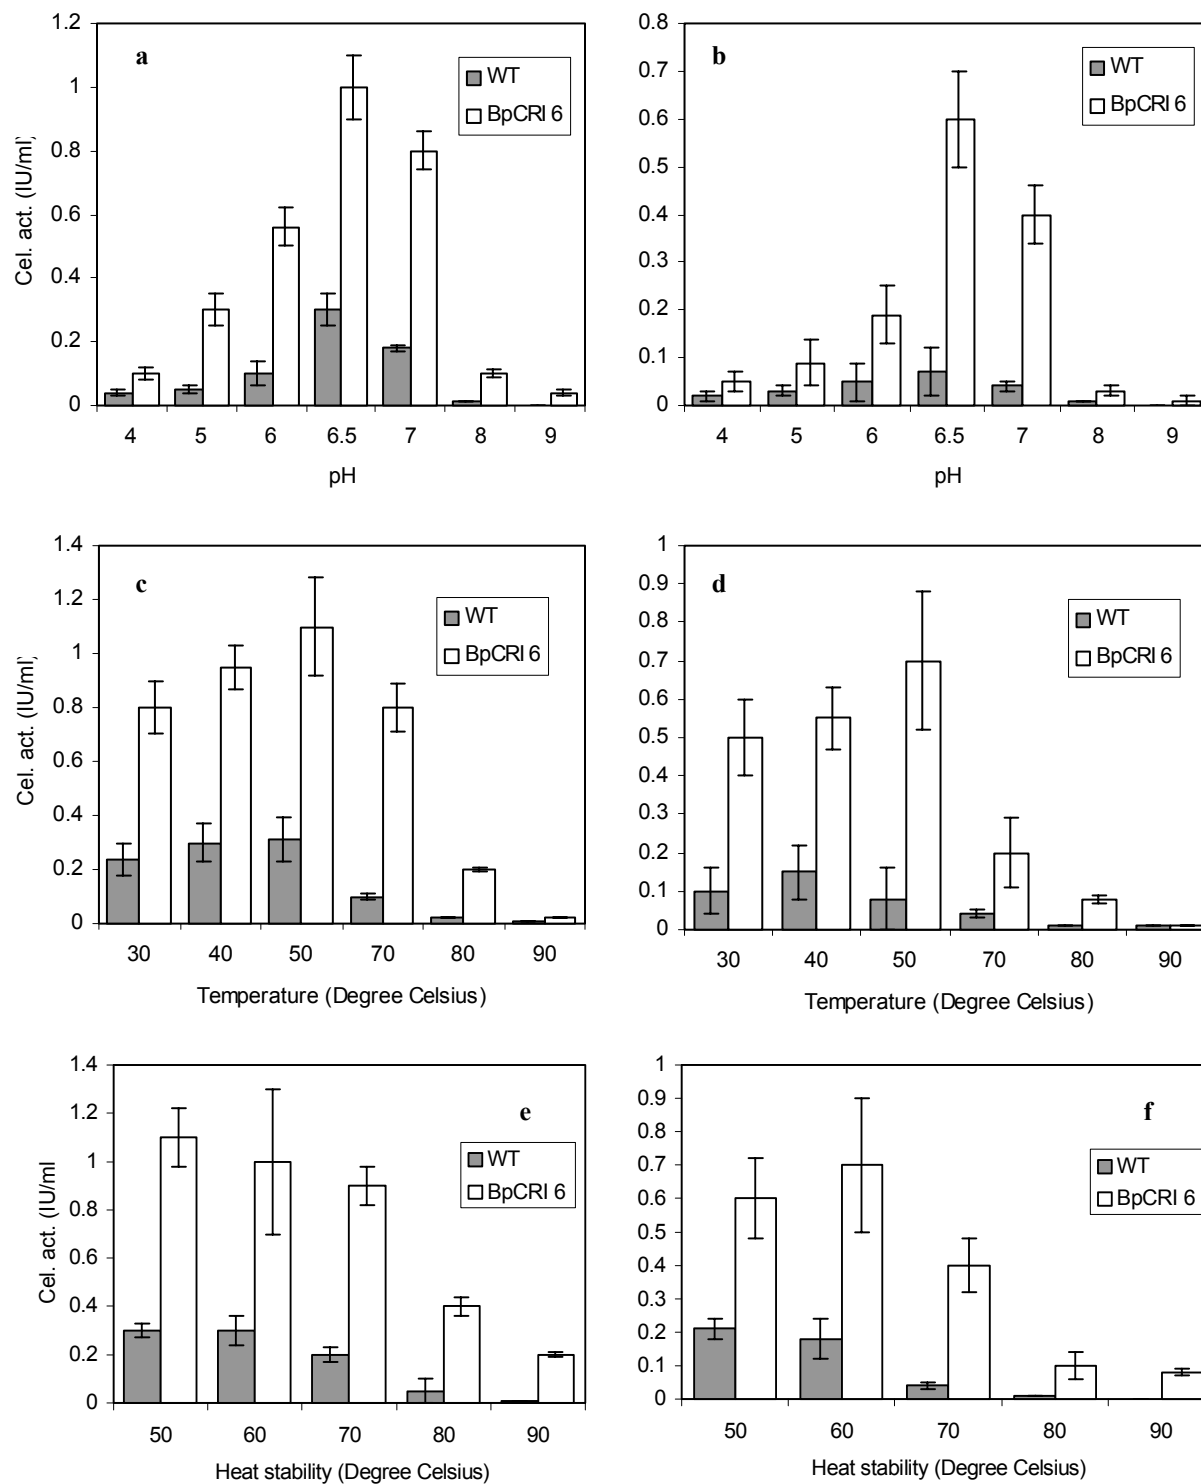 a
WT
BpCRI 6
Cel. act. (IU/ml)
1.2
1
0.8
0.6
0.4
0.2
0
4 5 6 6.5 7 8 9
pH
b
WT
BpCRI 6
0.8
0.7
0.6
0.5
0.4
0.3
0.2
0.1
0
4 5 6 6.5 7 8 9
pH
c
WT
BpCRI 6
Cel. act. (IU/ml)
1.4
1.2
1
0.8
0.6
0.4
0.2
0
30 40 50 70 80 90
Temperature (Degree Celsius)
d
WT
BpCRI 6
1
0.9
0.8
0.7
0.6
0.5
0.4
0.3
0.2
0.1
0
30 40 50 70 80 90
Temperature (Degree Celsius)
e
WT
BpCRI 6
Cel. act. (IU/ml
1.4
1.2
1
0.8
0.6
0.4
0.2
0
50 60 70 80 90
Heat stability (Degree Celsius)
f
WT
BpCRI 6
1
0.9
0.8
0.7
0.6
0.5
0.4
0.3
0.2
0.1
0
50 60 70 80 90
Heat stability (Degree Celsius)